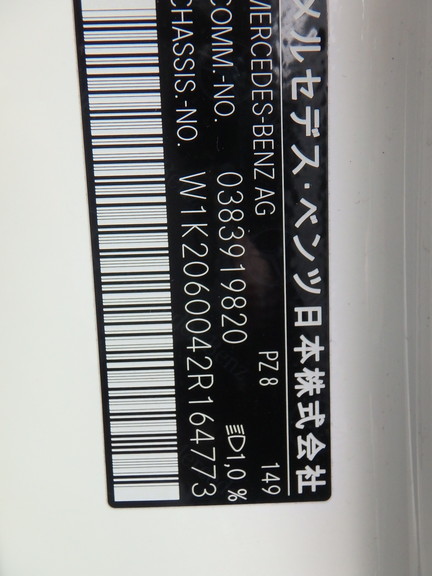 メルセデス・ベンツ日本株式会社
MERCEDES-BENZ AG PZ8 149
COMM.-NO. 0383919820 1,0 %
CHASSIS.-NO. W1K2060042R164773